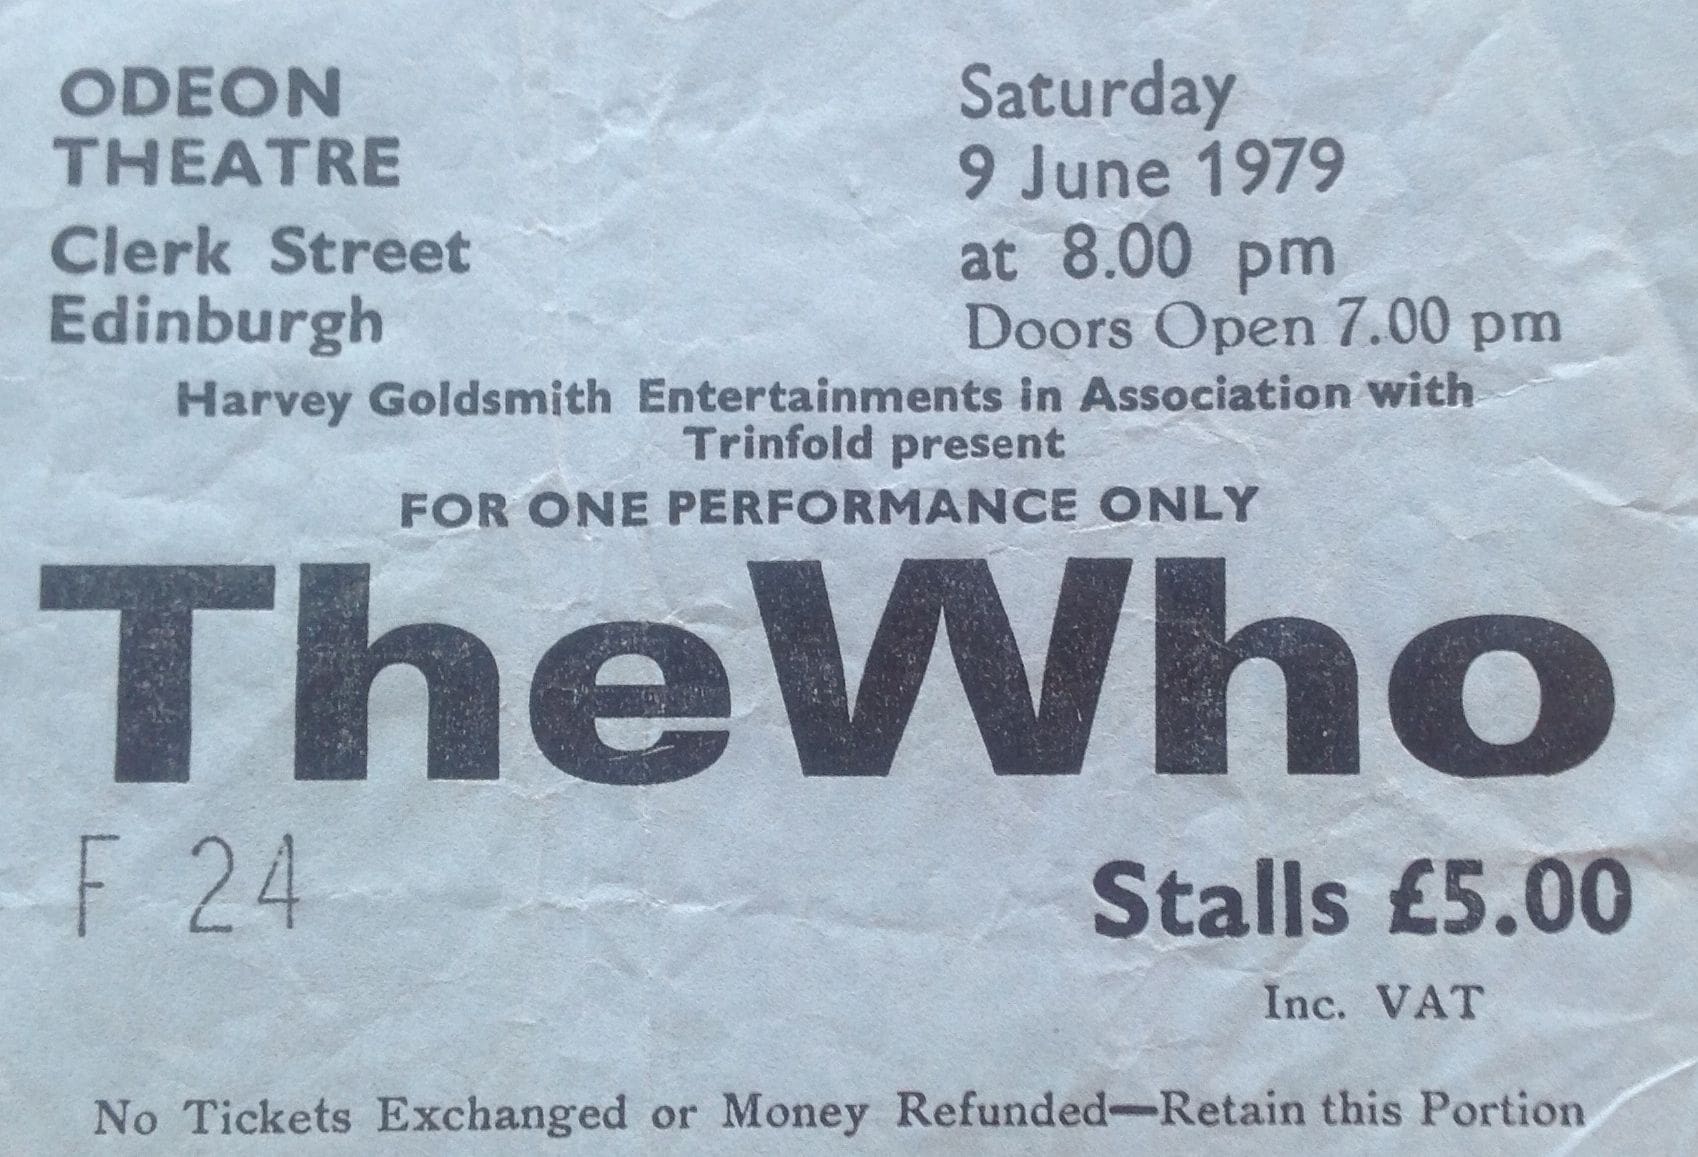 ODEON
THEATRE
Clerk Street
Edinburgh
Saturday
9 June 1979
at 8.00 pm
Doors Open 7.00 pm
Harvey Goldsmith Entertainments in Association with
Trinfold present
FOR ONE PERFORMANCE ONLY
The Who
F 24
Stalls £5.00
Inc. VAT
No Tickets Exchanged or Money Refunded—Retain this Portion